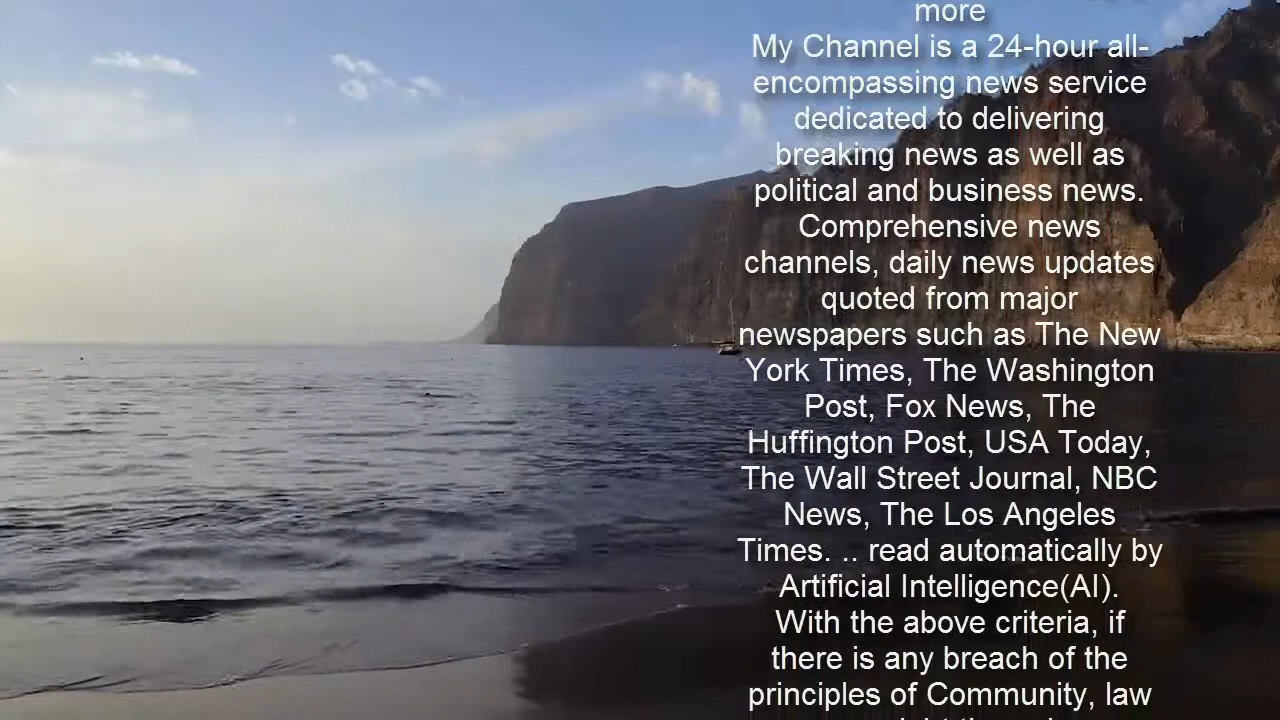 more
My Channel is a 24-hour all-
encompassing news service
dedicated to delivering
breaking news as well as
political and business news.
Comprehensive news
channels, daily news updates
quoted from major
newspapers such as The New
York Times, The Washington
Post, Fox News, The
Huffington Post, USA Today,
The Wall Street Journal, NBC
News, The Los Angeles
Times. .. read automatically by
Artificial Intelligence(AI).
With the above criteria, if
there is any breach of the
principles of Community, law